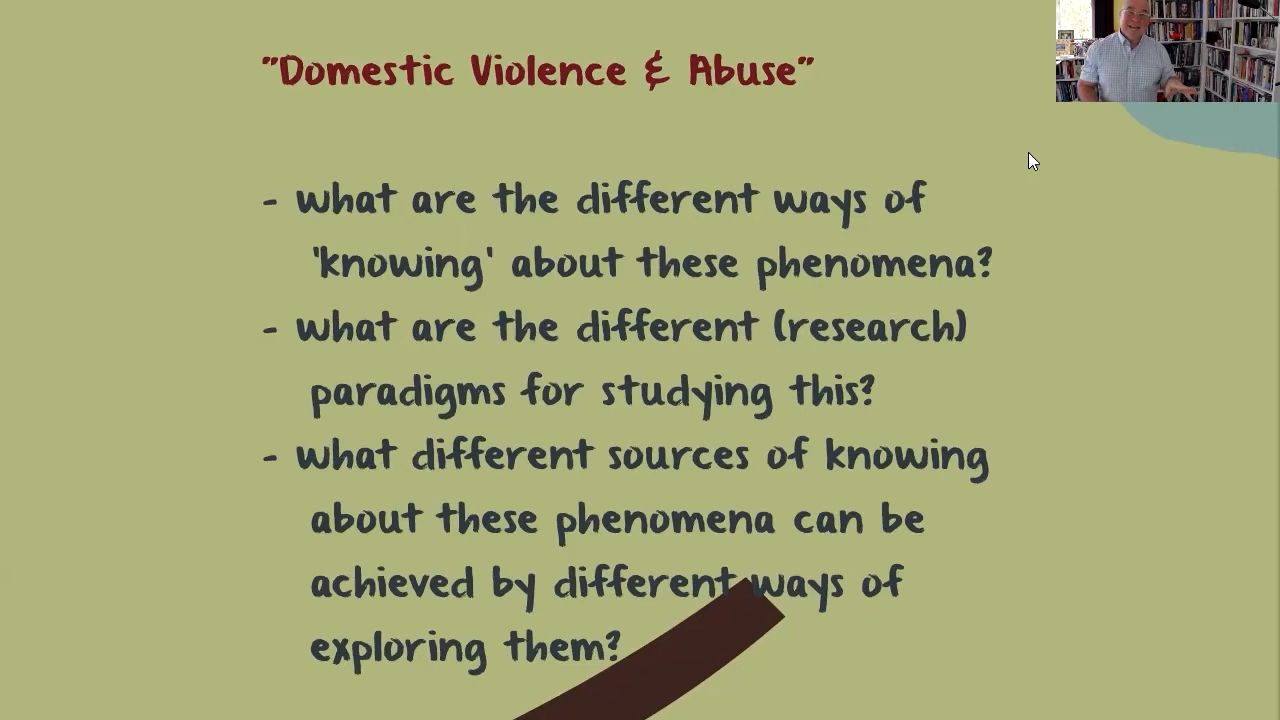 "Domestic Violence & Abuse"
- what are the different ways of
'knowing' about these phenomena?
- what are the different (research)
paradigms for studying this?
- what different sources of knowing
about these phenomena can be
achieved by different ways of
exploring them?